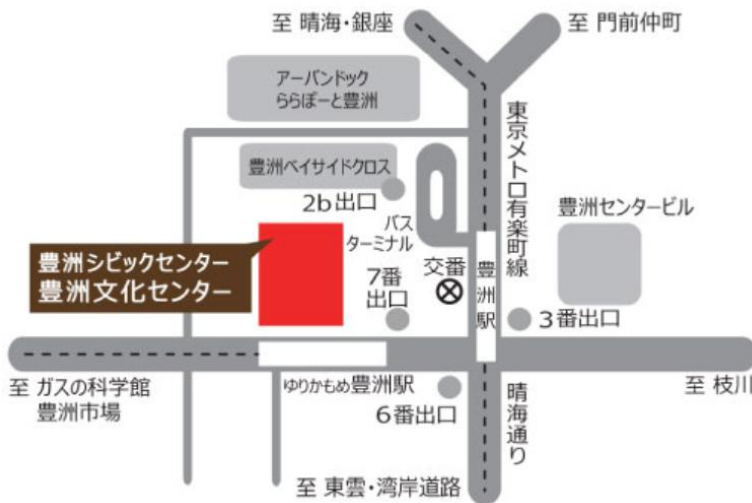 至 晴海・銀座
至 門前仲町
アーバンドック
ららぽーと豊洲
東京メトロ有楽町線
豊洲ベイサイドクロス
2b出口
バス
ターミナル
豊洲センタービル
豊洲シビックセンター
豊洲文化センター
7番
出口
交番
豊洲駅
3番出口
至 ガスの科学館
豊洲市場
ゆりかもめ豊洲駅
6番出口
晴海通り
至 枝川
至 東雲・湾岸道路